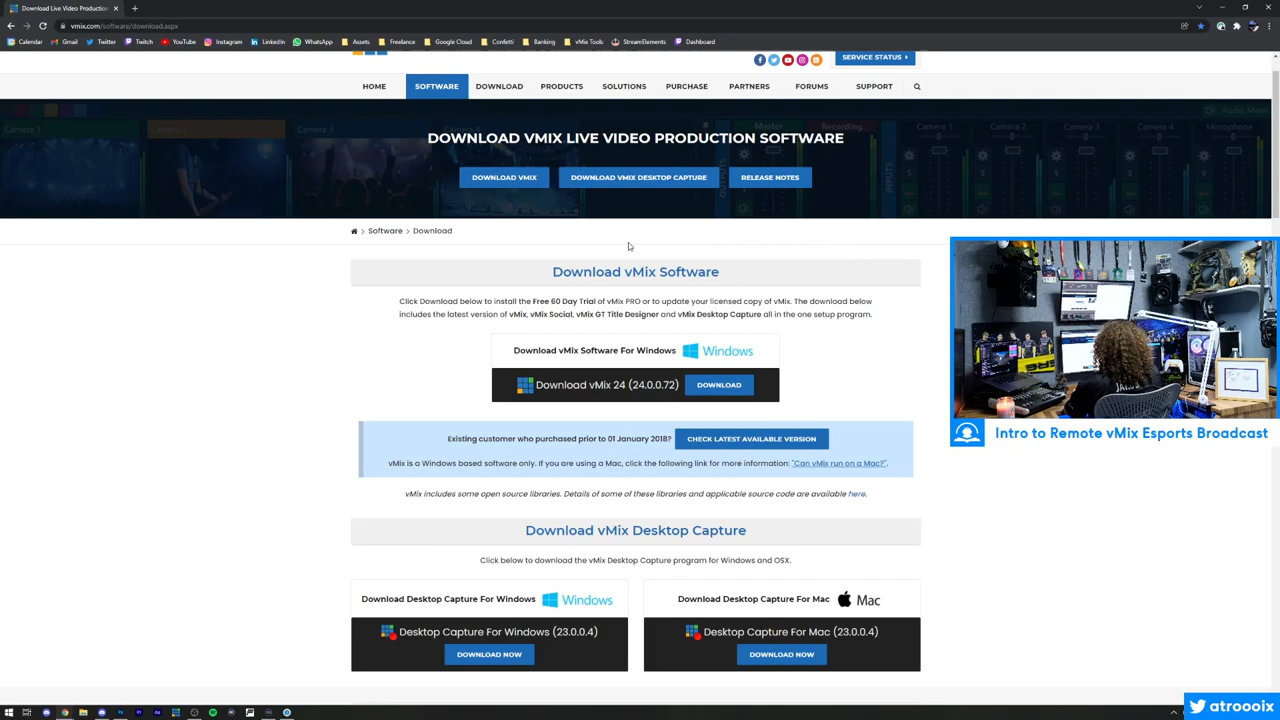 Download Live Video Production
vmix.com/software/download.aspx
Calendar Gmail Twitter Twitch YouTube Instagram LinkedIn WhatsApp Assets Freelance Google Cloud Confetti Banking vMix Tools StreamElements Dashboard
SERVICE STATUS
HOME SOFTWARE DOWNLOAD PRODUCTS SOLUTIONS PURCHASE PARTNERS FORUMS SUPPORT
DOWNLOAD VMIX LIVE VIDEO PRODUCTION SOFTWARE
DOWNLOAD VMIX DOWNLOAD VMIX DESKTOP CAPTURE RELEASE NOTES
Software > Download
Download vMix Software
Click Download below to install the Free 60 Day Trial of vMix PRO or to update your licensed copy of vMix. The download below
includes the latest version of vMix, vMix Social, vMix GT Title Designer and vMix Desktop Capture all in the one setup program.
Download vMix Software For Windows Windows
Download vMix 24 (24.0.0.72) DOWNLOAD
Existing customer who purchased prior to 01 January 2018? CHECK LATEST AVAILABLE VERSION
vMix is a Windows based software only. If you are using a Mac, click the following link for more information: "Can vMix run on a Mac?".
vMix includes some open source libraries. Details of some of these libraries and applicable source code are available here.
Download vMix Desktop Capture
Click below to download the vMix Desktop Capture program for Windows and OSX.
Download Desktop Capture For Windows Windows
Desktop Capture For Windows (23.0.0.4)
DOWNLOAD NOW
Download Desktop Capture For Mac Mac
Desktop Capture For Mac (23.0.0.4)
DOWNLOAD NOW
Intro to Remote vMix Esports Broadcast
atroooix